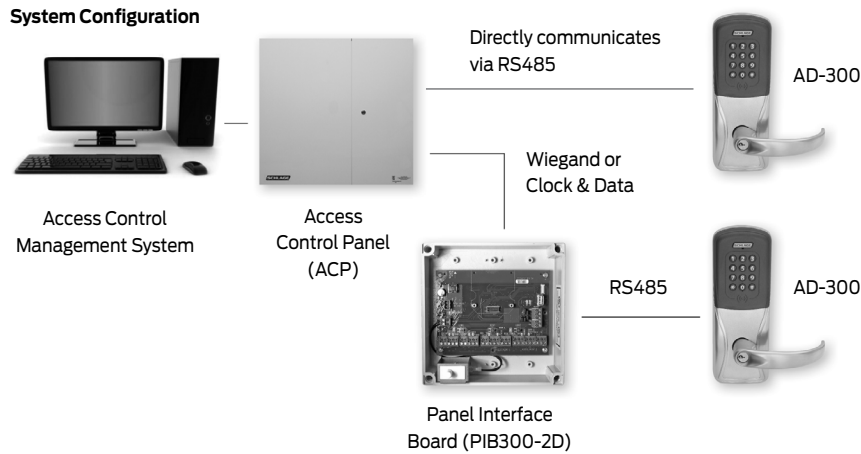 System Configuration
Directly communicates
via RS485
AD-300
Wiegand or
Clock & Data
Access Control
Management System
Access
Control Panel
(ACP)
RS485
AD-300
Panel Interface
Board (PIB300-2D)